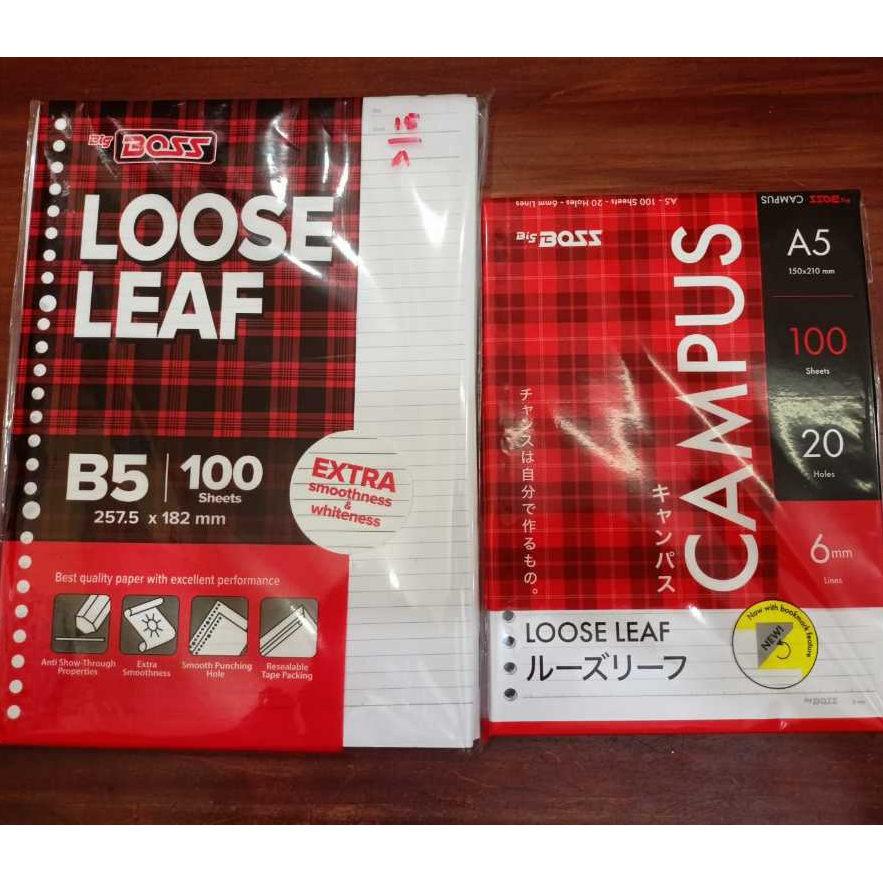 Big BOSS
LOOSE
LEAF
B5 | 100
Sheets
257.5 x 182 mm
EXTRA
smoothness
&
whiteness
Best quality paper with excellent performance
Anti Show-Through
Properties
Extra
Smoothness
Smooth Punching
Hole
Resealable
Tape Packing
15
A5 - 100 Sheets - 20 Holes - 6mm Lines
Big BOSS CAMPUS
Big BOSS
CAMPUS
キャンパス
チャンスは自分で作るもの。
A5
150x210 mm
100
Sheets
20
Holes
6mm
Lines
LOOSE LEAF
ルーズリーフ
Now with bookmark feature
NEW!
Big BOSS